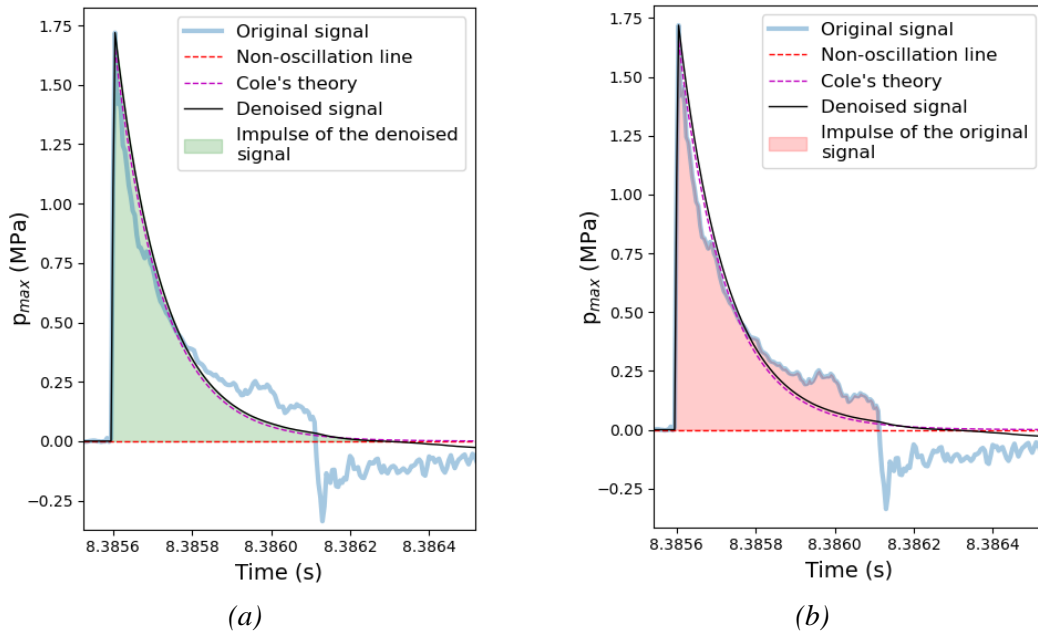 1.75
1.50
1.25
1.00
0.75
0.50
0.25
0.00
−0.25
p_max (MPa)
Original signal
Non-oscillation line
Cole's theory
Denoised signal
Impulse of the denoised
signal
8.3856 8.3858 8.3860 8.3862 8.3864
Time (s)
(a)
1.75
1.50
1.25
1.00
0.75
0.50
0.25
0.00
−0.25
p_max (MPa)
Original signal
Non-oscillation line
Cole's theory
Denoised signal
Impulse of the original
signal
8.3856 8.3858 8.3860 8.3862 8.3864
Time (s)
(b)